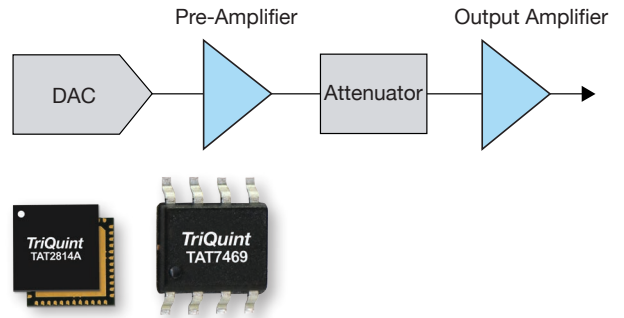 Pre-Amplifier
Output Amplifier
DAC
Attenuator
TriQuint
TAT2814A
TriQuint
TAT7469